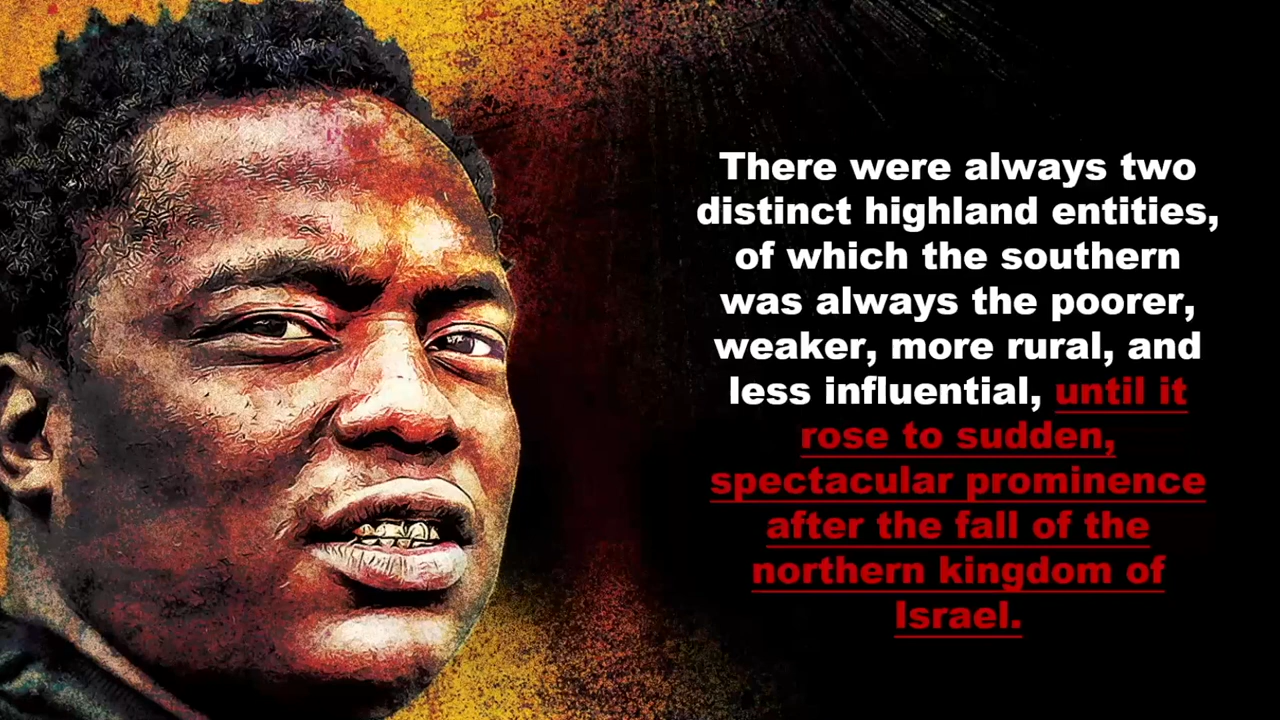 There were always two
distinct highland entities,
of which the southern
was always the poorer,
weaker, more rural, and
less influential, until it
rose to sudden,
spectacular prominence
after the fall of the
northern kingdom of
Israel.